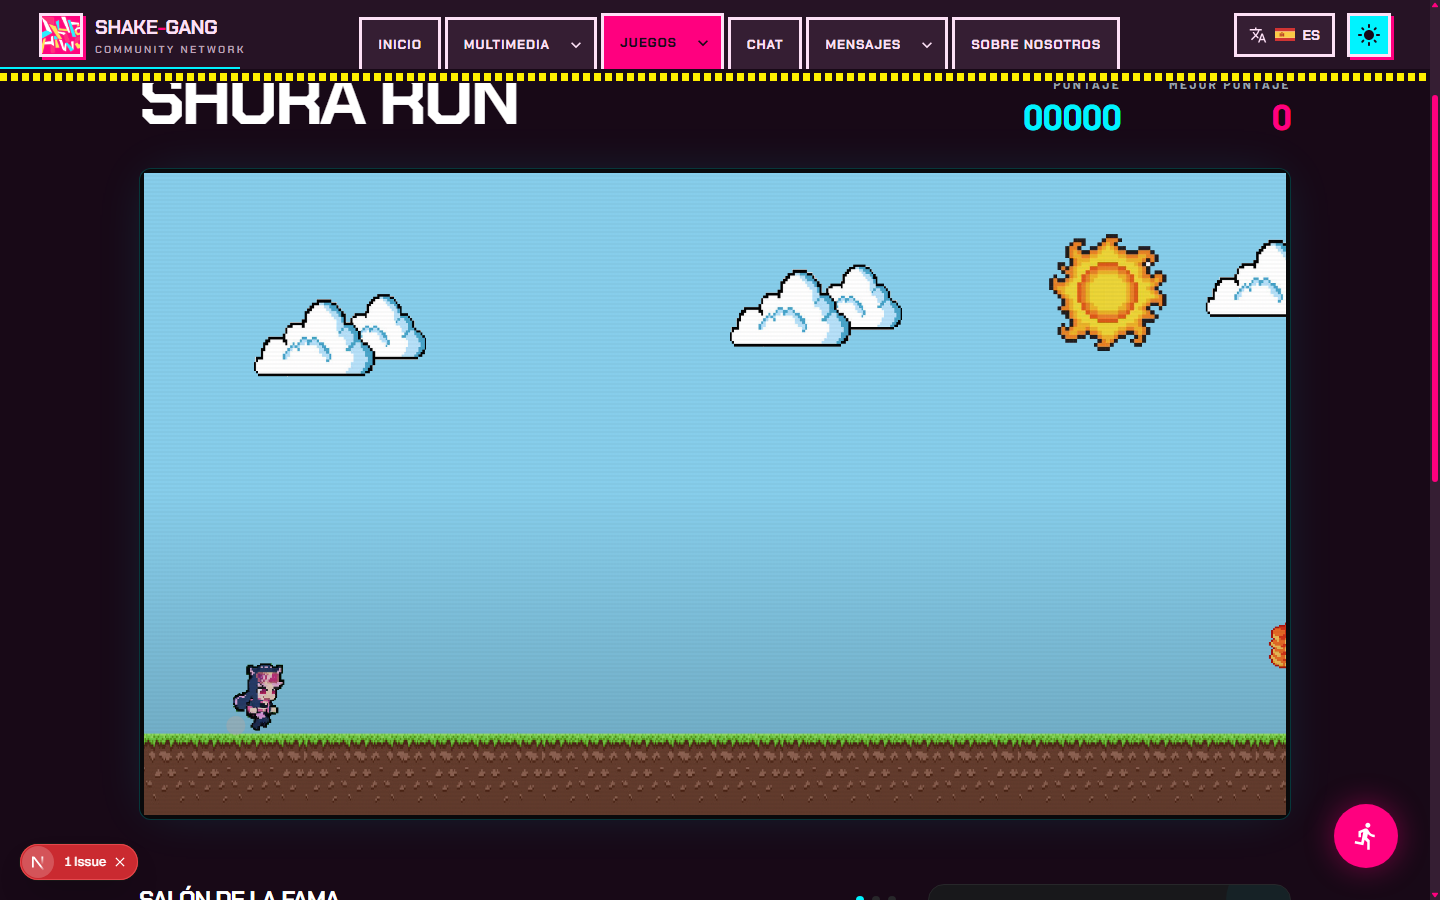 SHAKE-GANG
COMMUNITY NETWORK
INICIO
MULTIMEDIA
JUEGOS
CHAT
MENSAJES
SOBRE NOSOTROS
ES
SHURA RUN
PUNTAJE
MEJOR PUNTAJE
00000
0
1 Issue
SALÓN DE LA FAMA